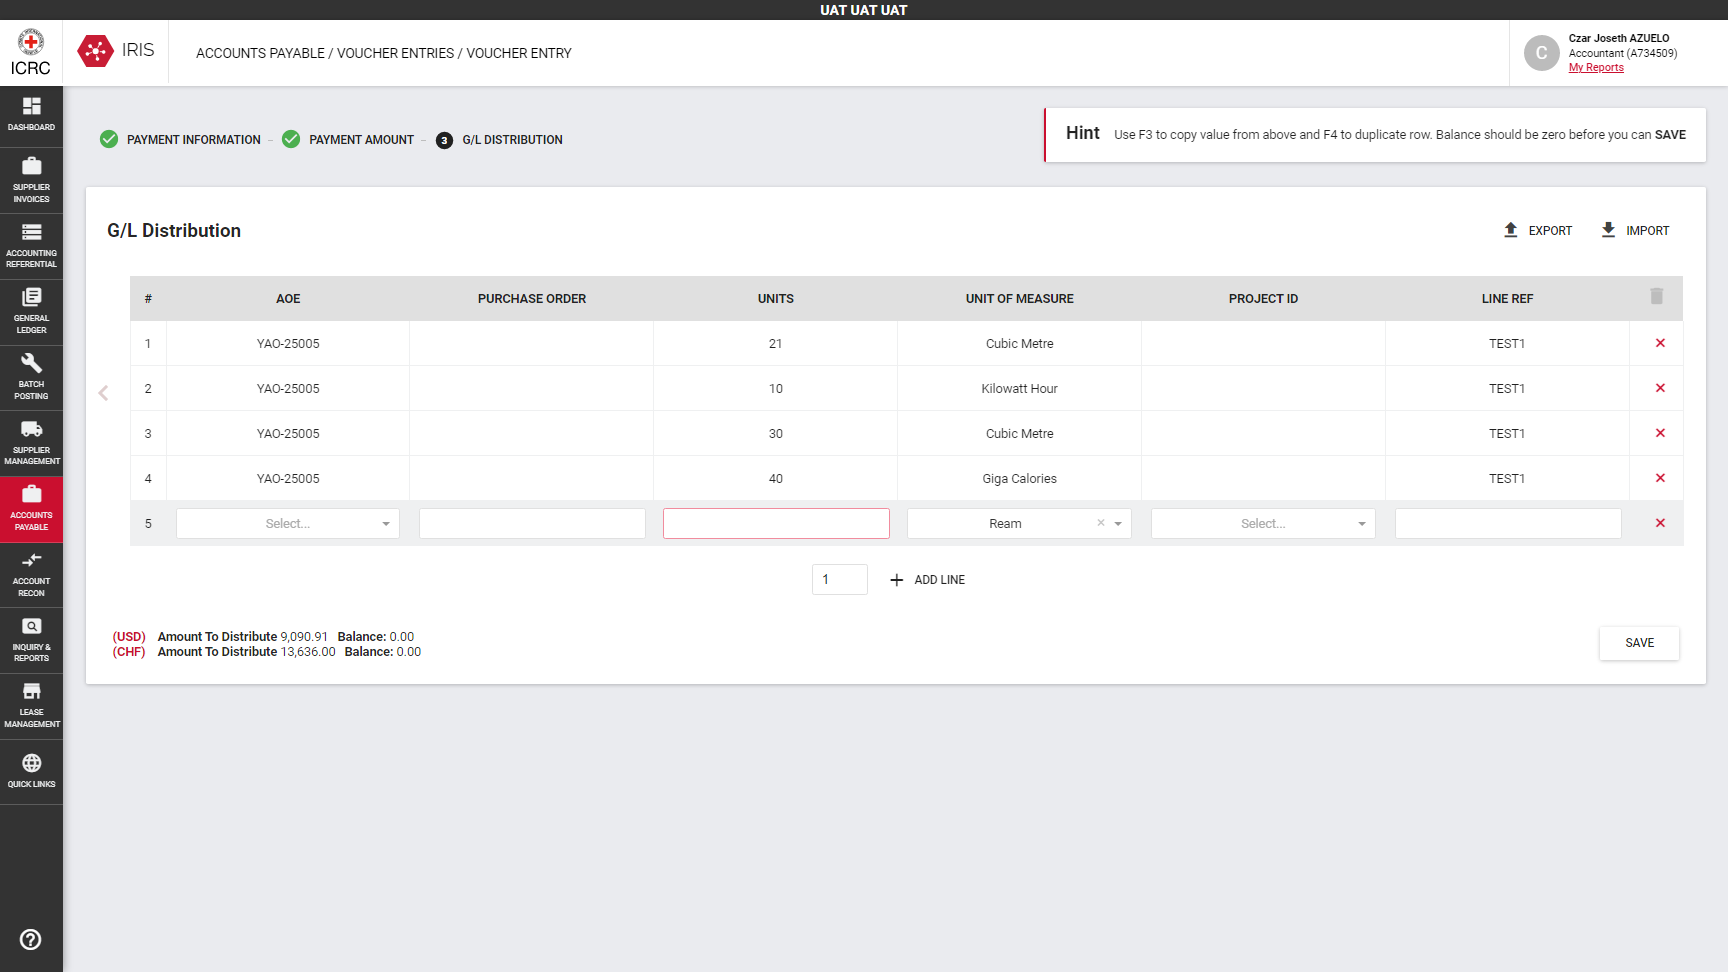 UAT UAT UAT
ICRC
IRIS
ACCOUNTS PAYABLE / VOUCHER ENTRIES / VOUCHER ENTRY
C
Czar Joseth AZUELO
Accountant (A734509)
My Reports
DASHBOARD
SUPPLIER
INVOICES
ACCOUNTING
REFERENTIAL
GENERAL
LEDGER
BATCH
POSTING
SUPPLIER
MANAGEMENT
ACCOUNTS
PAYABLE
ACCOUNT
RECON
INQUIRY &
REPORTS
LEASE
MANAGEMENT
QUICK LINKS
PAYMENT INFORMATION – PAYMENT AMOUNT – 3 G/L DISTRIBUTION
Hint Use F3 to copy value from above and F4 to duplicate row. Balance should be zero before you can SAVE
G/L Distribution
EXPORT IMPORT
# AOE PURCHASE ORDER UNITS UNIT OF MEASURE PROJECT ID LINE REF
1 YAO-25005 21 Cubic Metre TEST1
2 YAO-25005 10 Kilowatt Hour TEST1
3 YAO-25005 30 Cubic Metre TEST1
4 YAO-25005 40 Giga Calories TEST1
5 Select... Ream Select...
1 ADD LINE
(USD) Amount To Distribute 9,090.91 Balance: 0.00
(CHF) Amount To Distribute 13,636.00 Balance: 0.00
SAVE